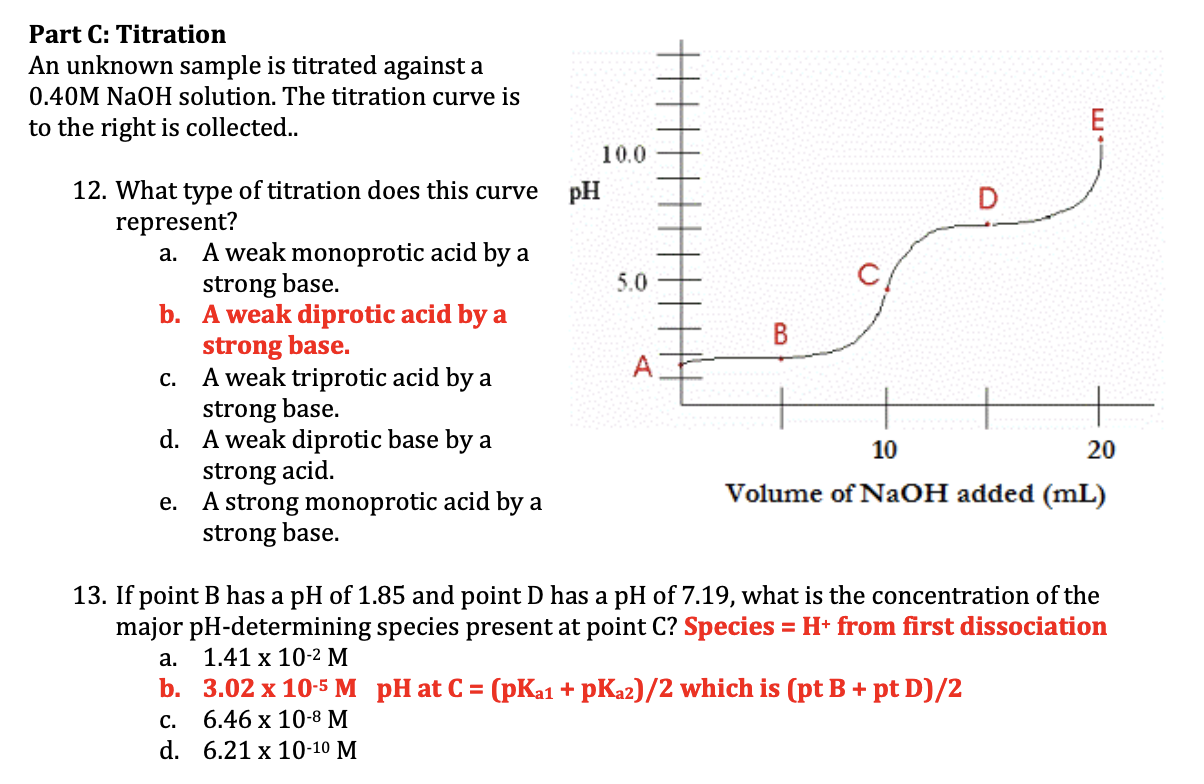 Part C: Titration
An unknown sample is titrated against a
0.40M NaOH solution. The titration curve is
to the right is collected..
12. What type of titration does this curve
represent?
a. A weak monoprotic acid by a
strong base.
b. A weak diprotic acid by a
strong base.
c. A weak triprotic acid by a
strong base.
d. A weak diprotic base by a
strong acid.
e. A strong monoprotic acid by a
strong base.
10.0
pH
5.0
A
B
C
D
E
10
20
Volume of NaOH added (mL)
13. If point B has a pH of 1.85 and point D has a pH of 7.19, what is the concentration of the
major pH-determining species present at point C? Species = H⁺ from first dissociation
a. 1.41 x 10⁻² M
b. 3.02 x 10⁻⁵ M pH at C = (pKₐ₁ + pKₐ₂)/2 which is (pt B + pt D)/2
c. 6.46 x 10⁻⁸ M
d. 6.21 x 10⁻¹⁰ M